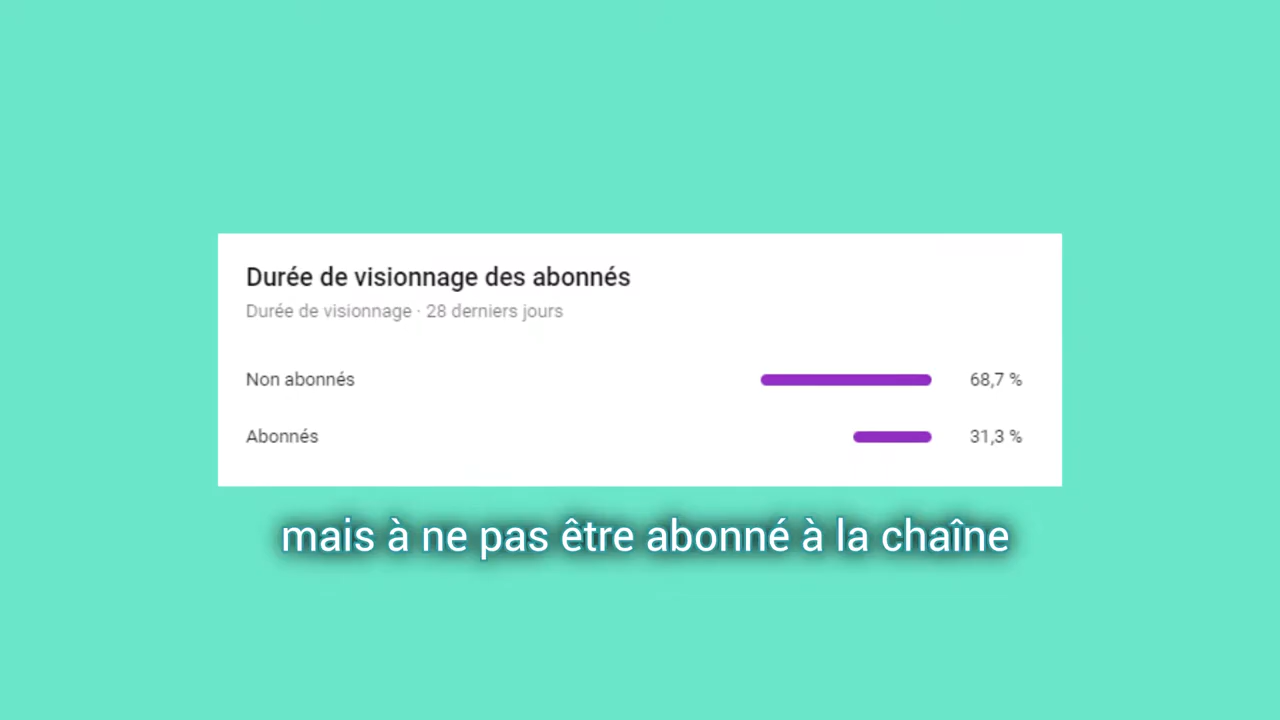 Durée de visionnage des abonnés
Durée de visionnage · 28 derniers jours
Non abonnés 68,7 %
Abonnés 31,3 %
mais à ne pas être abonné à la chaîne